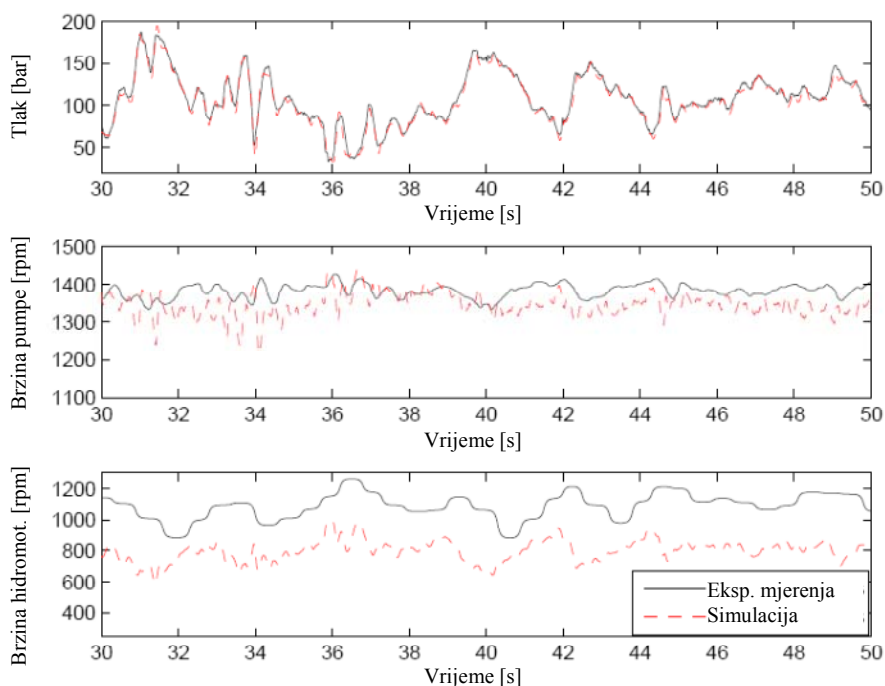 200
150
100
50
Tlak [bar]
30 32 34 36 38 40 42 44 46 48 50
Vrijeme [s]
1500
1400
1300
1200
1100
Brzina pumpe [rpm]
30 32 34 36 38 40 42 44 46 48 50
Vrijeme [s]
1200
1000
800
600
400
Brzina hidromot. [rpm]
Eksp. mjerenja
Simulacija
30 32 34 36 38 40 42 44 46 48 50
Vrijeme [s]